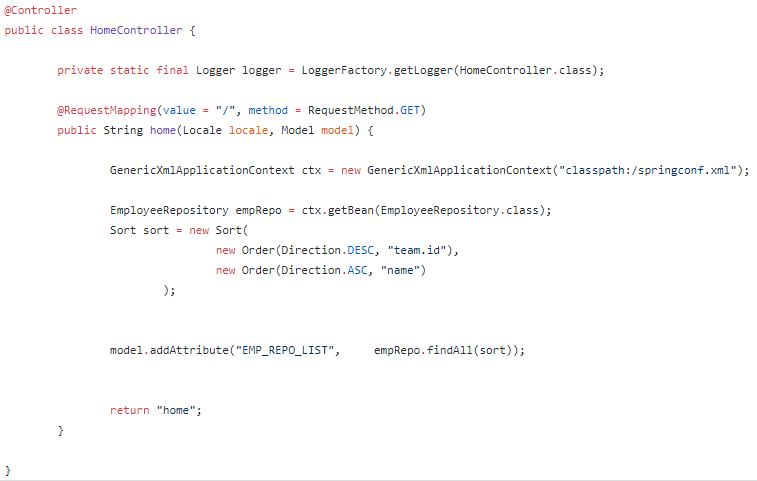 @Controller
public class HomeController {
private static final Logger logger = LoggerFactory.getLogger(HomeController.class);
@RequestMapping(value = "/", method = RequestMethod.GET)
public String home(Locale locale, Model model) {
GenericXmlApplicationContext ctx = new GenericXmlApplicationContext("classpath:/springconf.xml");
EmployeeRepository empRepo = ctx.getBean(EmployeeRepository.class);
Sort sort = new Sort(
new Order(Direction.DESC, "team.id"),
new Order(Direction.ASC, "name")
);
model.addAttribute("EMP_REPO_LIST",     empRepo.findAll(sort));
return "home";
}
}